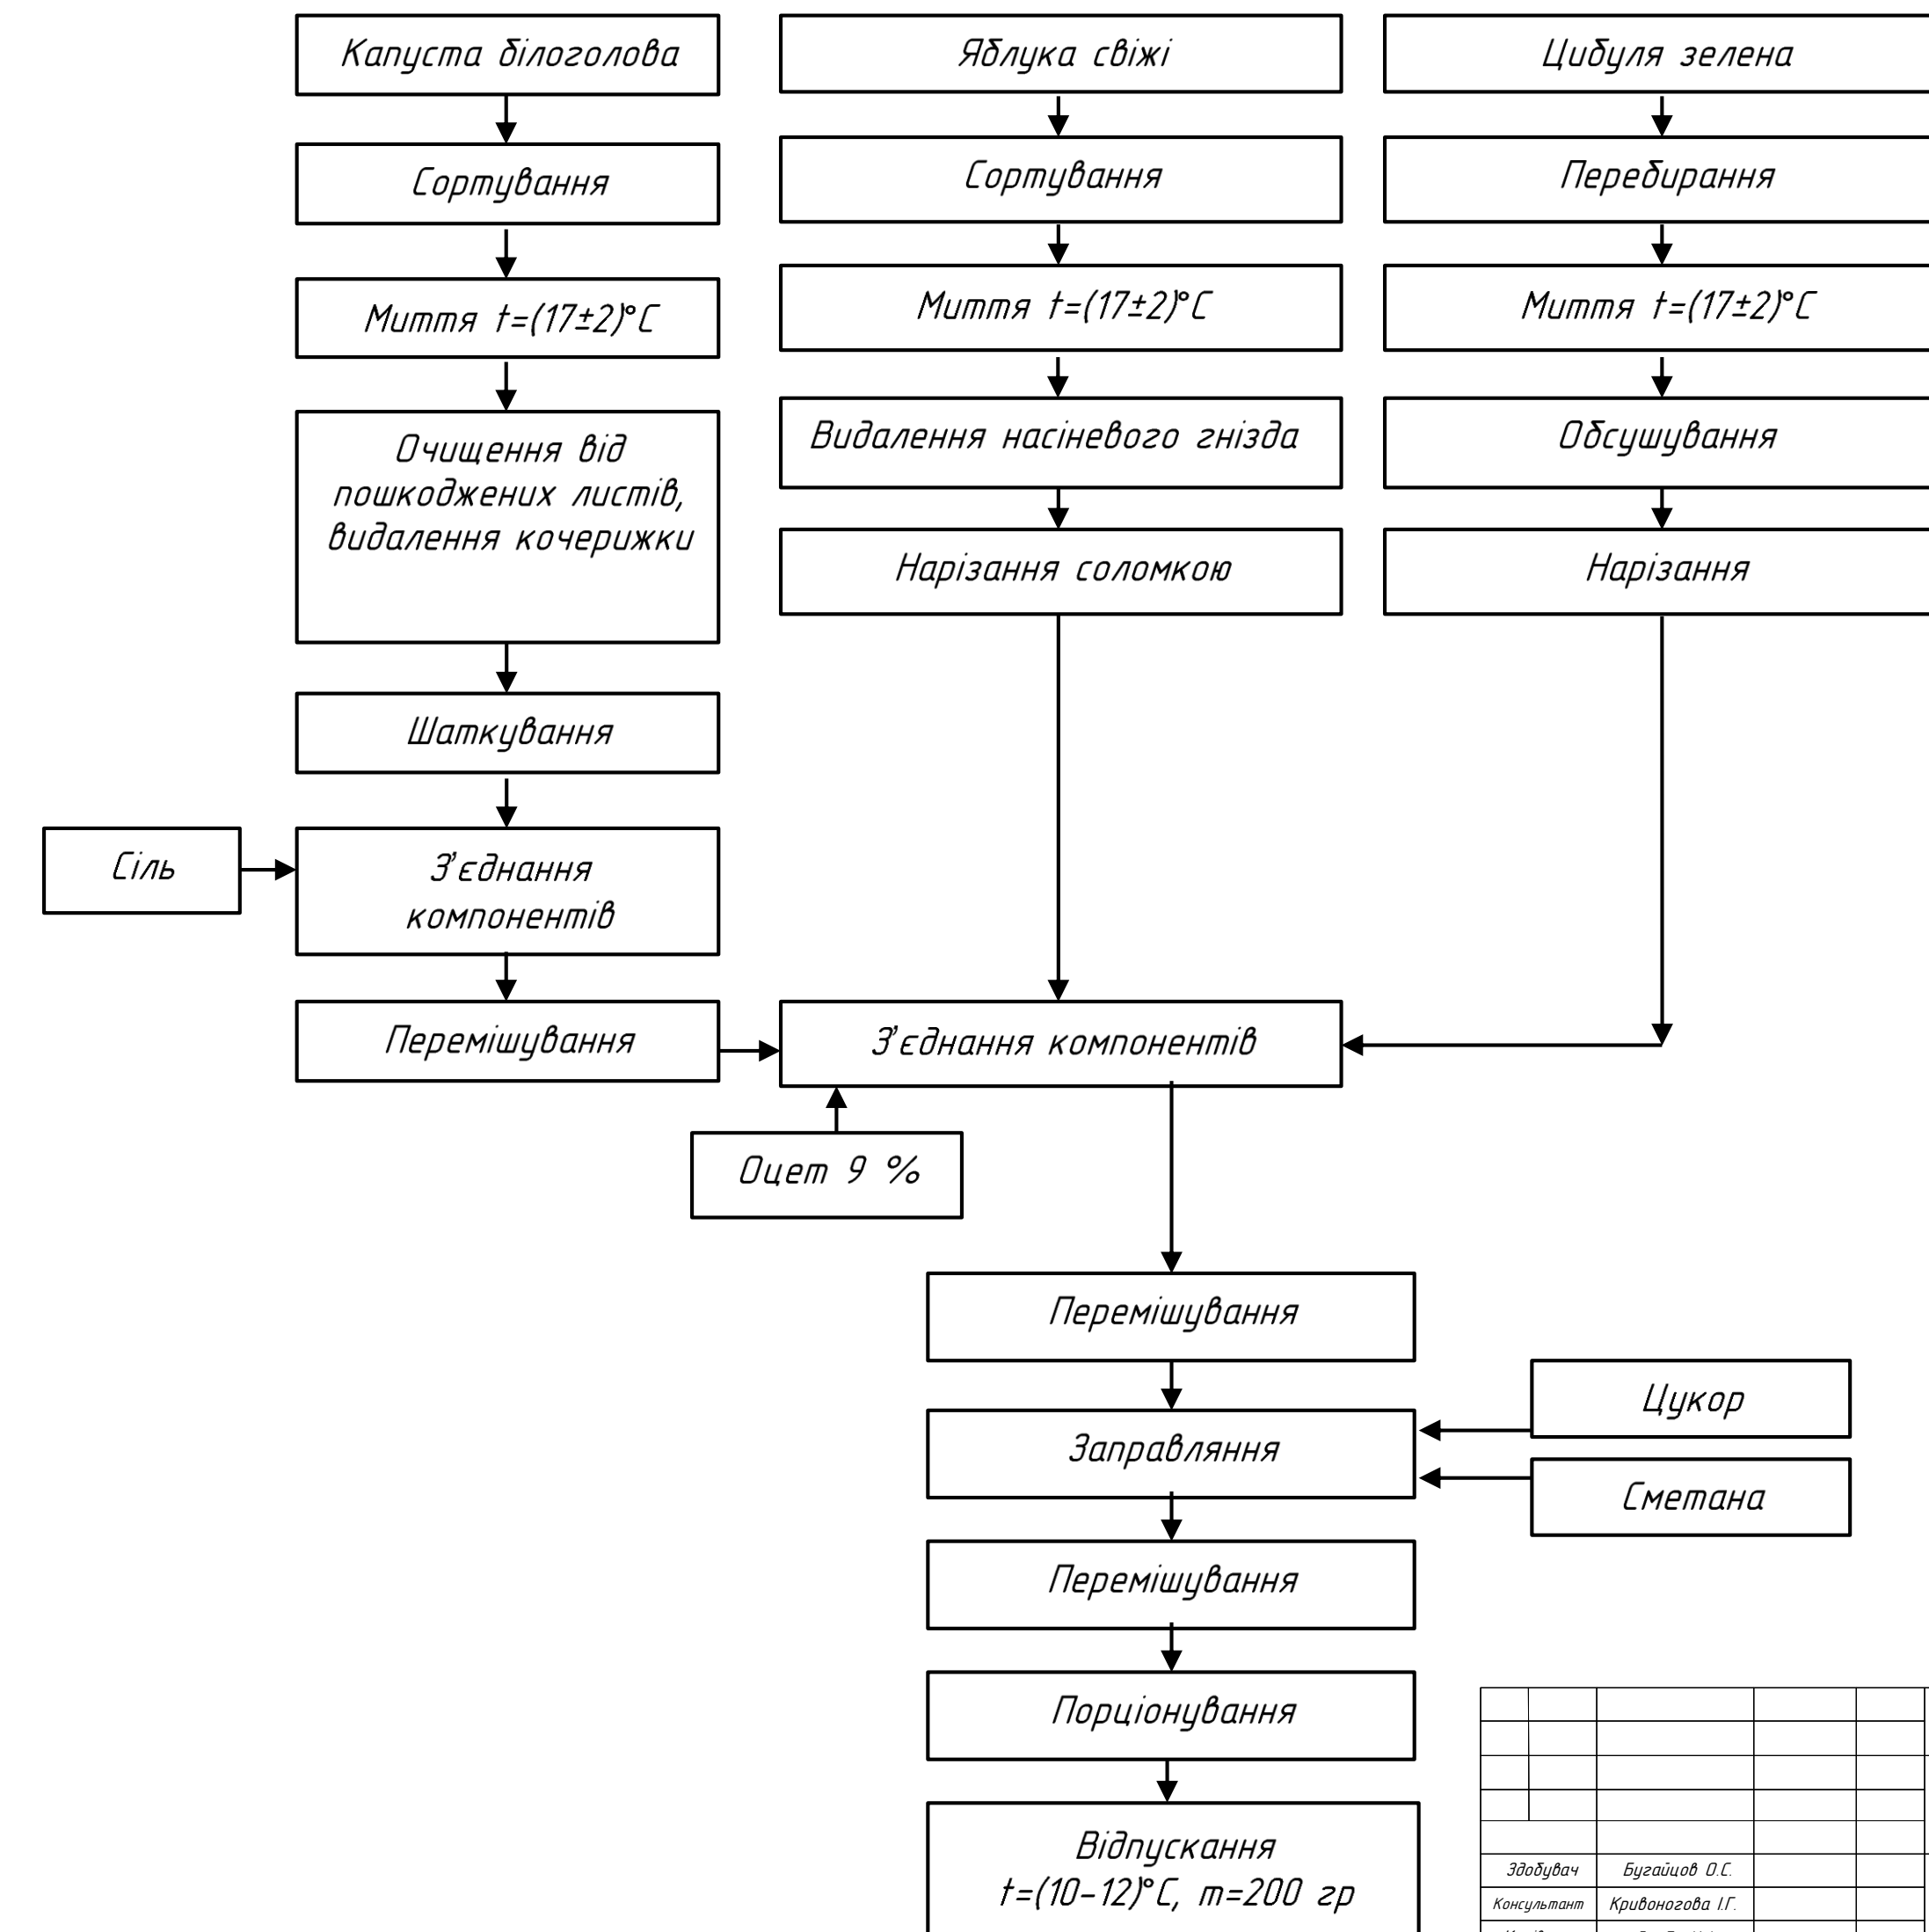 Капуста білоголова
Яблука свіжі
Цибуля зелена
Сортування
Сортування
Перебирання
Миття t=(17±2)°С
Миття t=(17±2)°С
Миття t=(17±2)°С
Очищення від
пошкоджених листів,
видалення кочерижки
Видалення насіневого гнізда
Обсушування
Нарізання соломкою
Нарізання
Шаткування
Сіль
З'єднання
компонентів
Перемішування
З'єднання компонентів
Оцет 9 %
Перемішування
Цукор
Заправляння
Сметана
Перемішування
Порціонування
Відпускання
t=(10-12)°С, m=200 гр
Здобувач Бугайцов О.С.
Консультант Кривоногова І.Г.